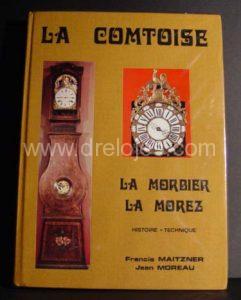 LA COMTOISE
www.drelojes.com
LA MORBIER
LA MOREZ
HISTOIRE - TECHNIQUE
Francis MAITZNER
Jean MOREAU